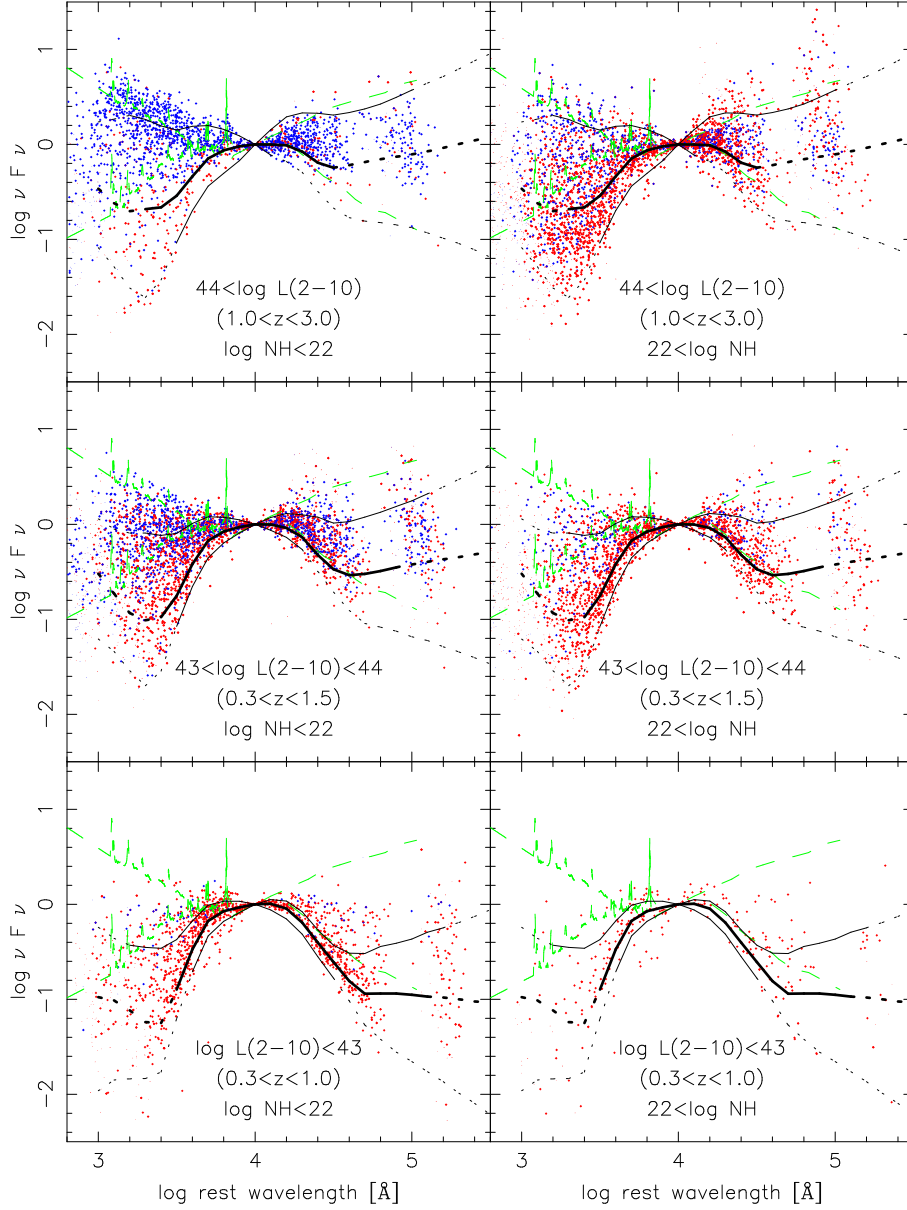 1
0
−1
−2
log ν F ν
44<log L(2−10)
(1.0<z<3.0)
log NH<22
44<log L(2−10)
(1.0<z<3.0)
22<log NH
1
0
−1
−2
log ν F ν
43<log L(2−10)<44
(0.3<z<1.5)
log NH<22
43<log L(2−10)<44
(0.3<z<1.5)
22<log NH
1
0
−1
−2
log ν F ν
log L(2−10)<43
(0.3<z<1.0)
log NH<22
log L(2−10)<43
(0.3<z<1.0)
22<log NH
3 4 5 3 4 5
log rest wavelength [Å] log rest wavelength [Å]